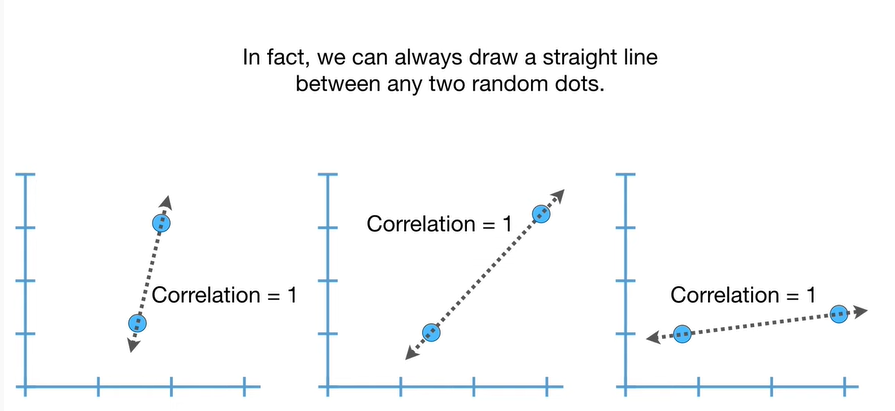 In fact, we can always draw a straight line
between any two random dots.
Correlation = 1
Correlation = 1
Correlation = 1